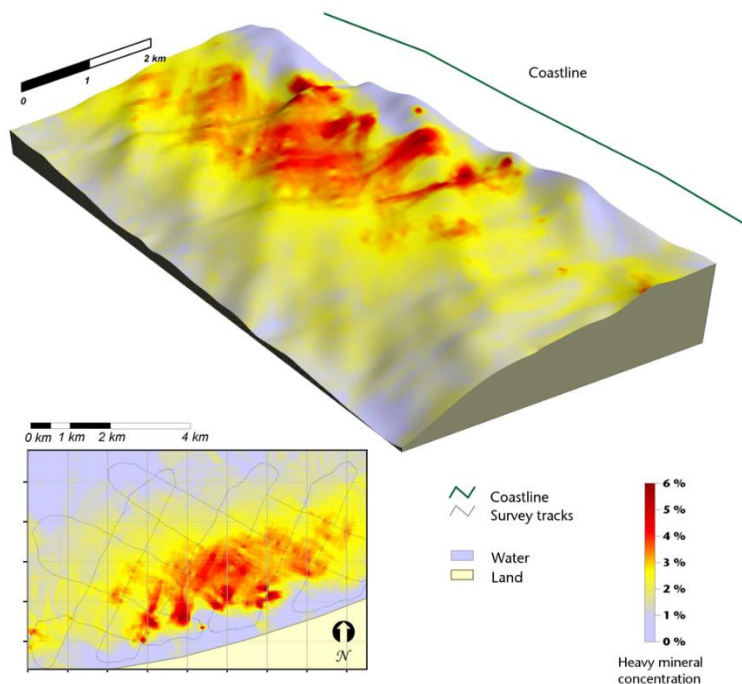 Coastline
0
1
2 km
0 km
1 km
2 km
4 km
N
Coastline
Survey tracks
Water
Land
6 %
5 %
4 %
3 %
2 %
1 %
0 %
Heavy mineral
concentration